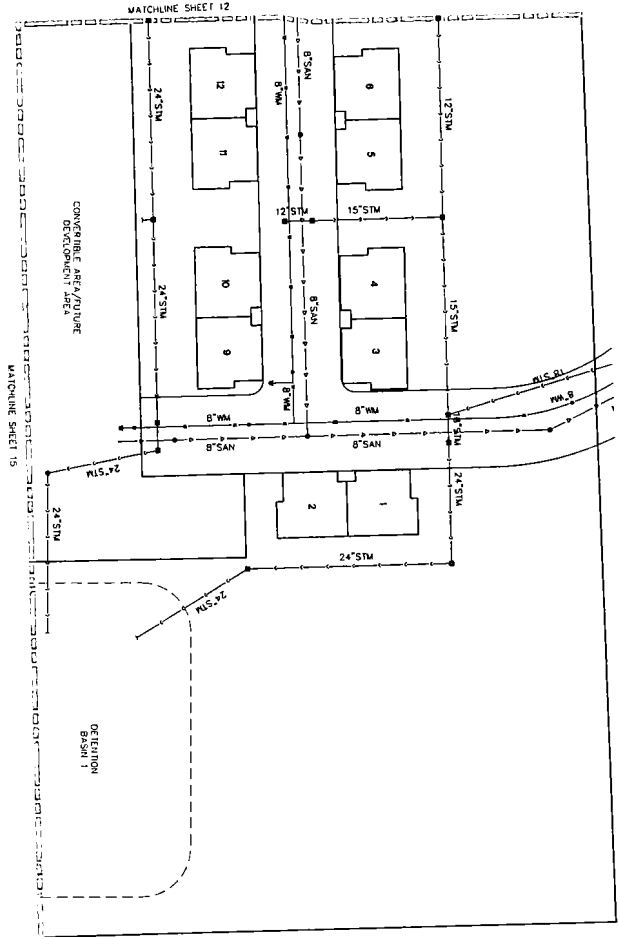 MATCHLINE SHEET 12
24"STM
12
11
8"WM
8"SAN
6
5
12"STM
12"STM
15"STM
CONVERTIBLE AREA/FUTURE
DEVELOPMENT AREA
24"STM
10
9
8"SAN
4
3
15"STM
18"STM
8"WM
8"WM
8"WM
8"WM
8"SAN
8"SAN
24"STM
MATCHLINE SHEET 15
24"STM
2
1
24"STM
24"STM
24"STM
DETENTION
BASIN 1